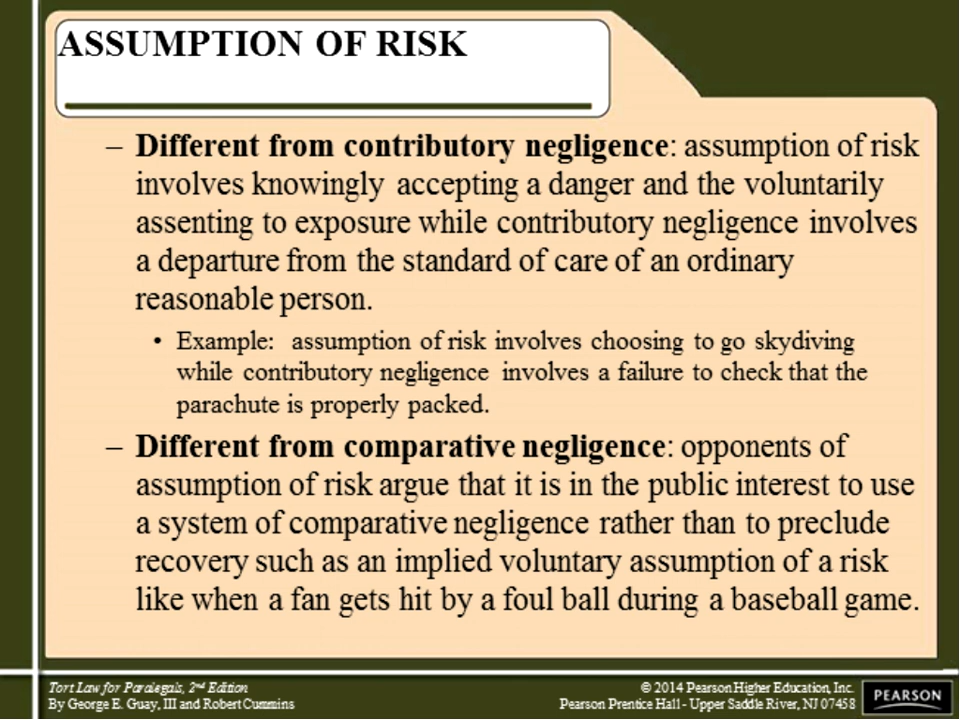 ASSUMPTION OF RISK
– Different from contributory negligence: assumption of risk
involves knowingly accepting a danger and the voluntarily
assenting to exposure while contributory negligence involves
a departure from the standard of care of an ordinary
reasonable person.
• Example: assumption of risk involves choosing to go skydiving
while contributory negligence involves a failure to check that the
parachute is properly packed.
– Different from comparative negligence: opponents of
assumption of risk argue that it is in the public interest to use
a system of comparative negligence rather than to preclude
recovery such as an implied voluntary assumption of a risk
like when a fan gets hit by a foul ball during a baseball game.
Tort Law for Paralegals, 2nd Edition
By George E. Guay, III and Robert Cummins
© 2014 Pearson Higher Education, Inc.
Pearson Prentice Hall - Upper Saddle River, NJ 07458
PEARSON